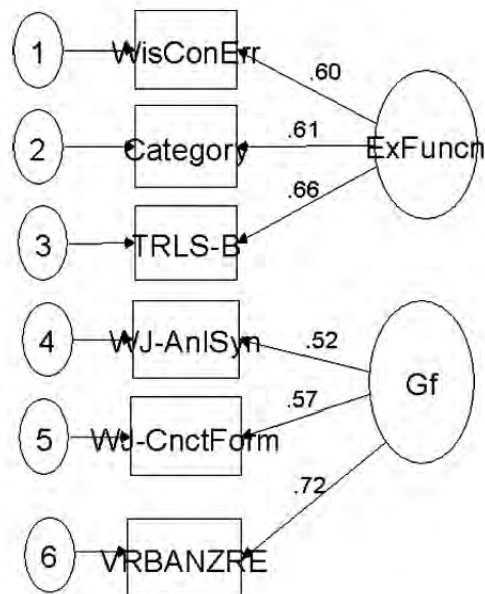 1
WisConErr
.60
2
Category
.61
ExFuncn
.66
3
TRLS-B
4
WJ-AnlSyn
.52
Gf
5
WJ-CnctForm
.57
.72
6
VRBANZRE